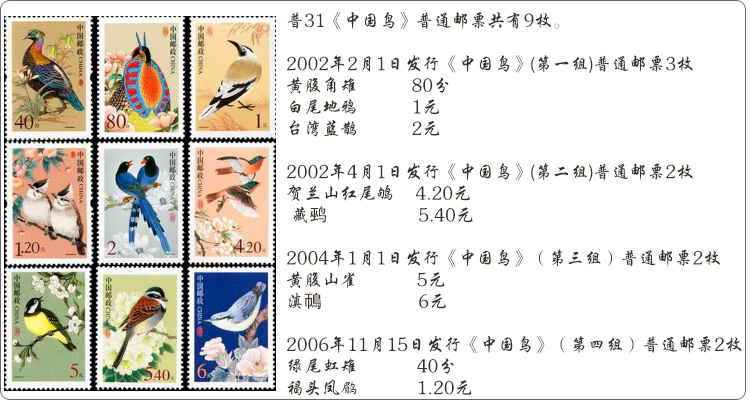 中国邮政
CHINA
40分
中国邮政
CHINA
80分
中国邮政
CHINA
1元
中国邮政
CHINA
1.20元
中国邮政
CHINA
2元
中国邮政
CHINA
4.20元
中国邮政
CHINA
5元
中国邮政
CHINA
5.40元
中国邮政
CHINA
6元
普31《中国鸟》普通邮票共有9枚。
2002年2月1日发行《中国鸟》(第一组)普通邮票3枚
黄腹角雉 80分
白尾地鸦 1元
台湾蓝鹊 2元
2002年4月1日发行《中国鸟》(第二组)普通邮票2枚
贺兰山红尾鸲 4.20元
藏鹀 5.40元
2004年1月1日发行《中国鸟》（第三组）普通邮票2枚
黄腹山雀 5元
滇鴯 6元
2006年11月15日发行《中国鸟》（第四组）普通邮票2枚
绿尾虹雉 40分
褐头凤鹛 1.20元